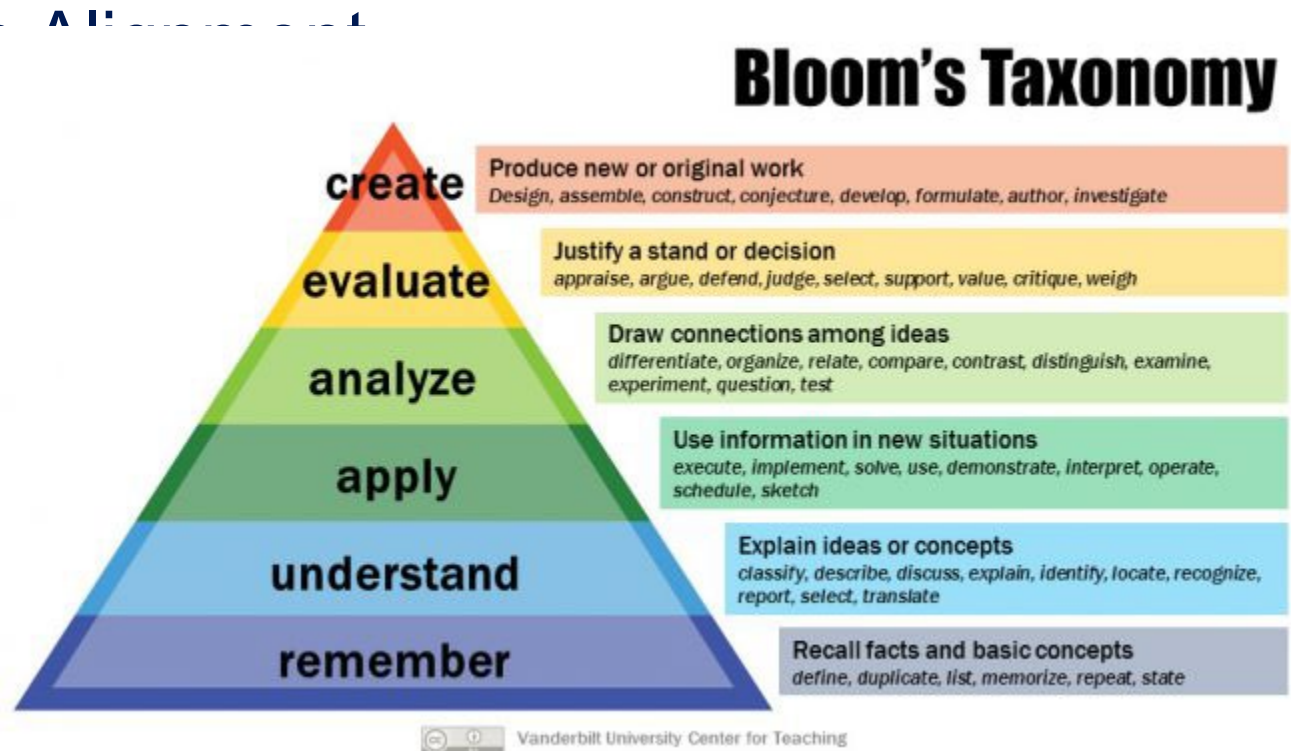 Alignment
Bloom's Taxonomy
create
Produce new or original work
Design, assemble, construct, conjecture, develop, formulate, author, investigate
evaluate
Justify a stand or decision
appraise, argue, defend, judge, select, support, value, critique, weigh
analyze
Draw connections among ideas
differentiate, organize, relate, compare, contrast, distinguish, examine,
experiment, question, test
apply
Use information in new situations
execute, implement, solve, use, demonstrate, interpret, operate,
schedule, sketch
understand
Explain ideas or concepts
classify, describe, discuss, explain, identify, locate, recognize,
report, select, translate
remember
Recall facts and basic concepts
define, duplicate, list, memorize, repeat, state
cc
Vanderbilt University Center for Teaching